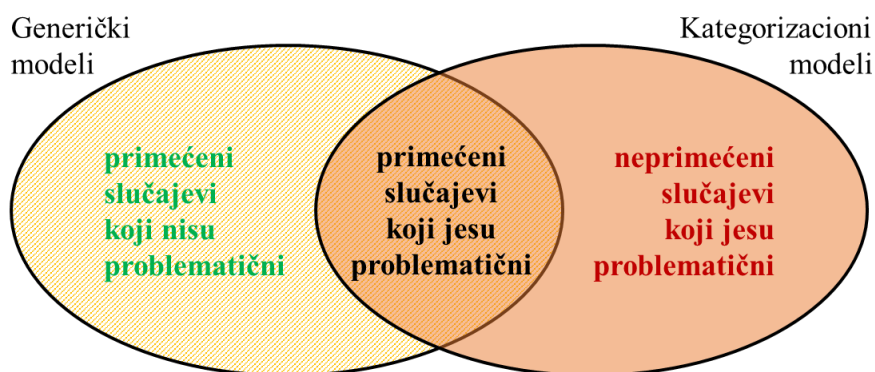 Generički
modeli
Kategorizacioni
modeli
primećeni
slučajevi
koji nisu
problematični
primećeni
slučajevi
koji jesu
problematični
neprimećeni
slučajevi
koji jesu
problematični